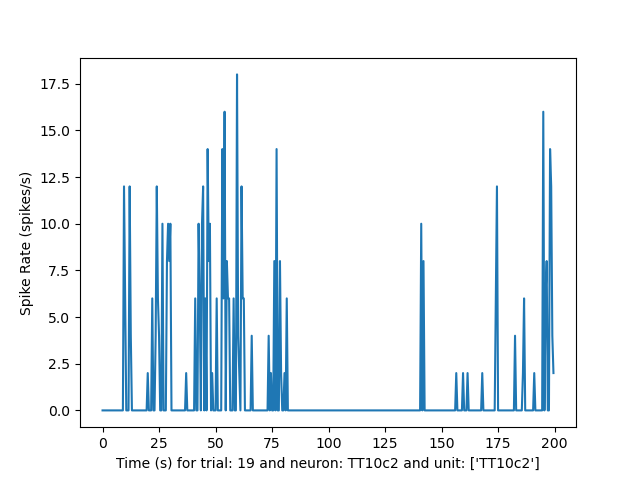 17.5
15.0
12.5
10.0
7.5
5.0
2.5
0.0
Spike Rate (spikes/s)
0 25 50 75 100 125 150 175 200
Time (s) for trial: 19 and neuron: TT10c2 and unit: ['TT10c2']